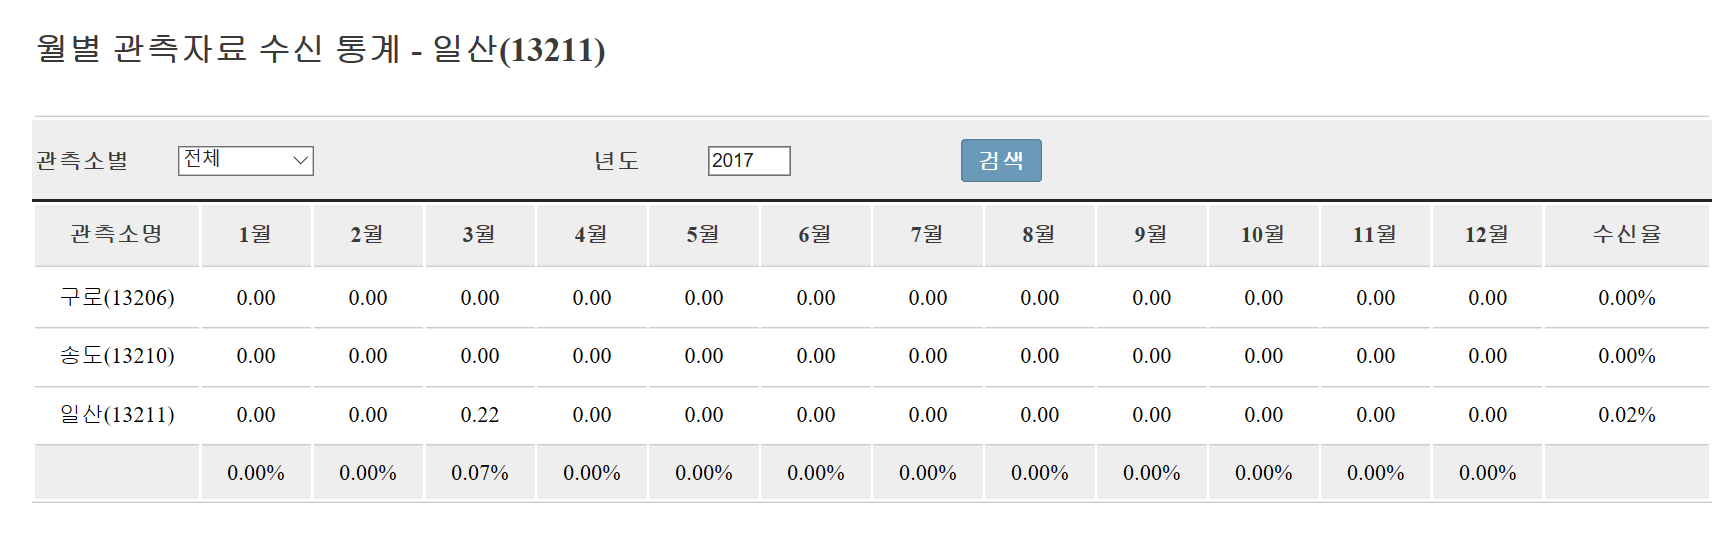 월별 관측자료 수신 통계 - 일산(13211)
관측소별 전체 년도 2017 검색
관측소명 1월 2월 3월 4월 5월 6월 7월 8월 9월 10월 11월 12월 수신율
구로(13206) 0.00 0.00 0.00 0.00 0.00 0.00 0.00 0.00 0.00 0.00 0.00 0.00 0.00%
송도(13210) 0.00 0.00 0.00 0.00 0.00 0.00 0.00 0.00 0.00 0.00 0.00 0.00 0.00%
일산(13211) 0.00 0.00 0.22 0.00 0.00 0.00 0.00 0.00 0.00 0.00 0.00 0.00 0.02%
0.00% 0.00% 0.07% 0.00% 0.00% 0.00% 0.00% 0.00% 0.00% 0.00% 0.00% 0.00%